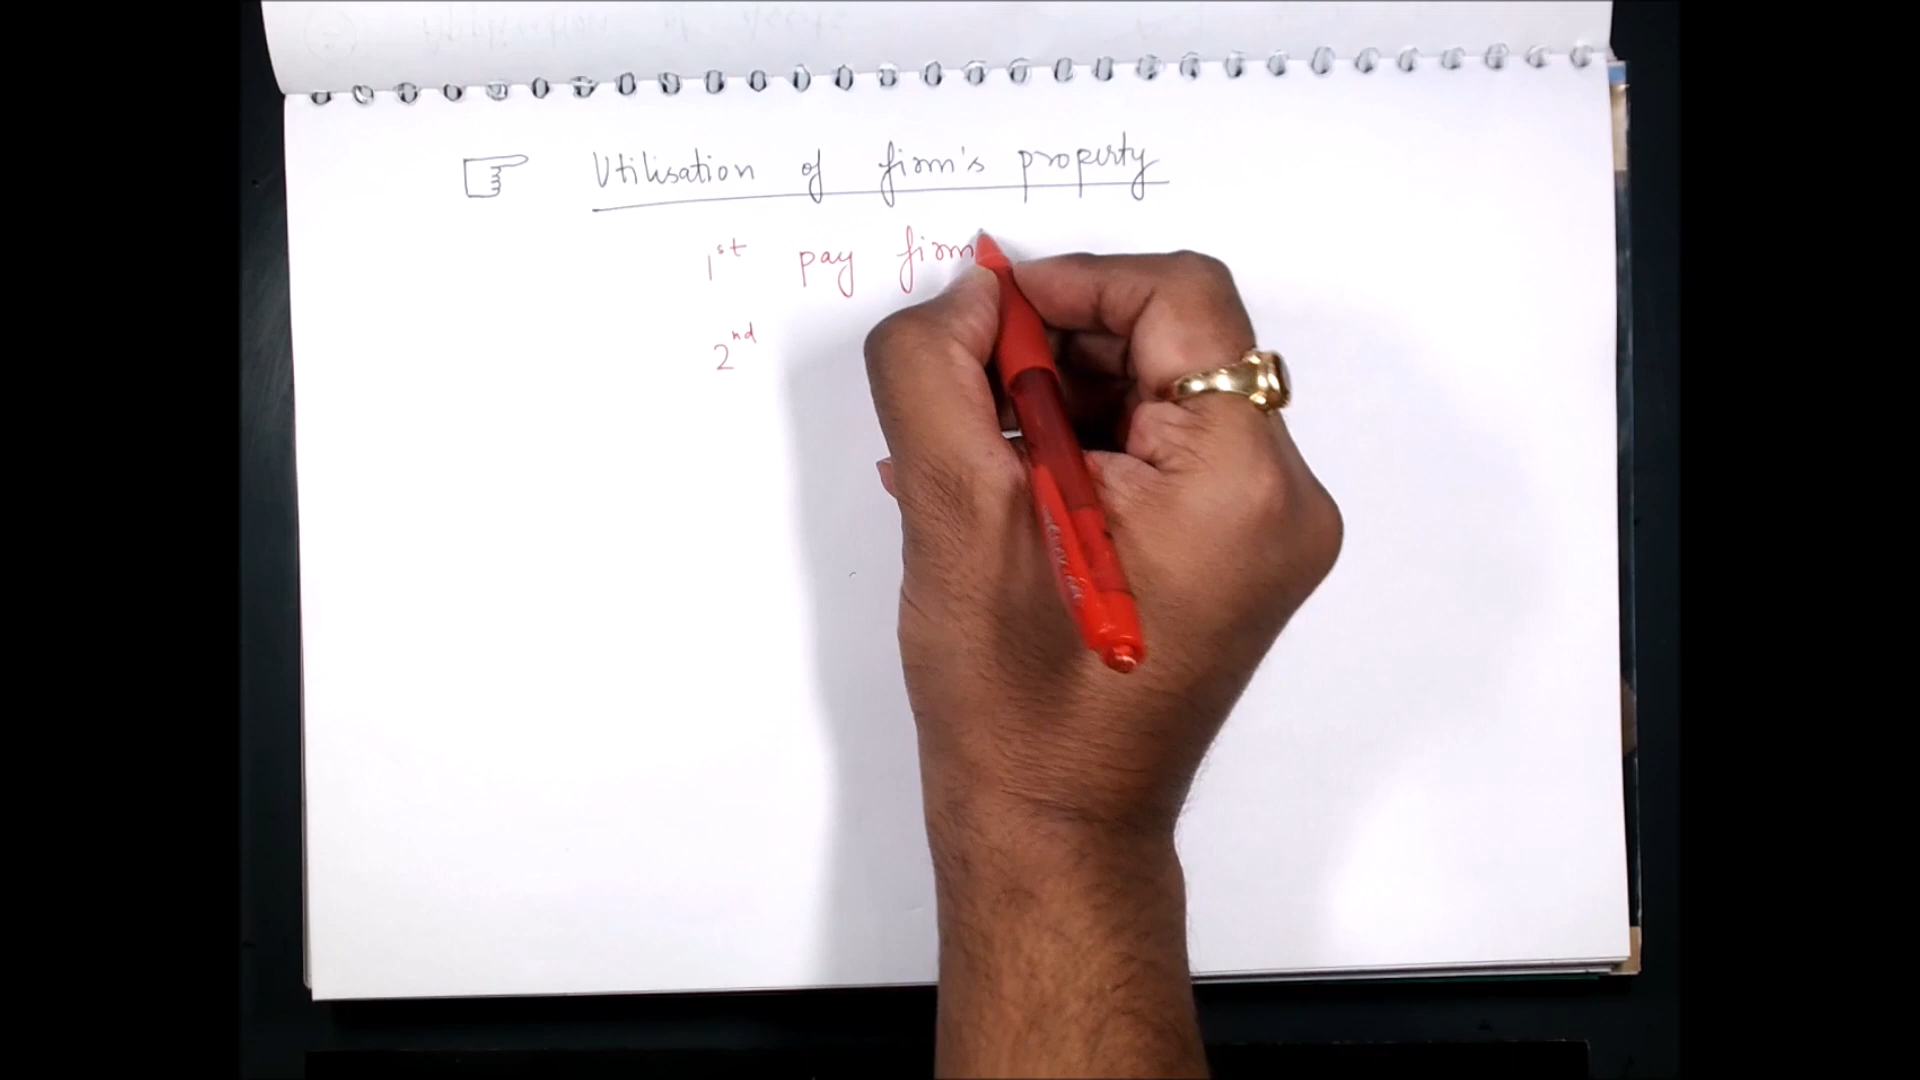 Utilisation of firm's property
1st pay firm
2nd